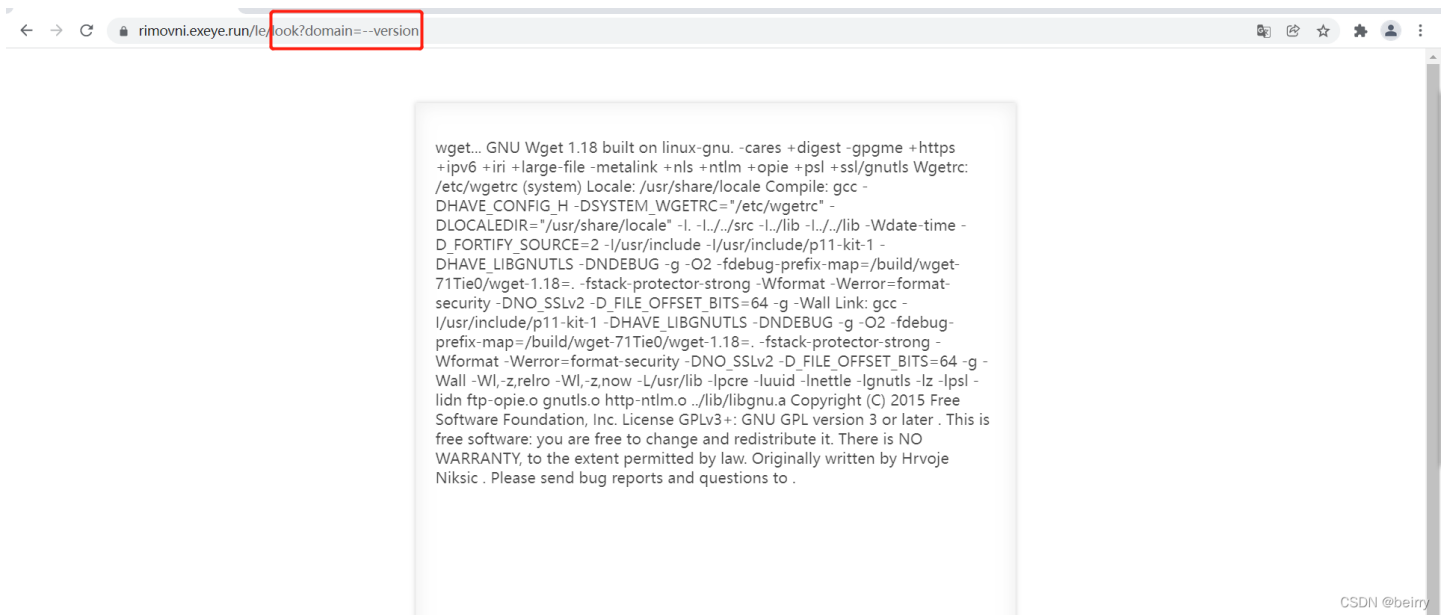 rimovni.exeye.run/le/look?domain=--version
wget... GNU Wget 1.18 built on linux-gnu. -cares +digest -gpgme +https
+ipv6 +iri +large-file -metalink +nls +ntlm +opie +psl +ssl/gnutls Wgetrc:
/etc/wgetrc (system) Locale: /usr/share/locale Compile: gcc -
DHAVE_CONFIG_H -DSYSTEM_WGETRC="/etc/wgetrc" -
DLOCALEDIR="/usr/share/locale" -I. -I../../src -I../lib -I../../lib -Wdate-time -
D_FORTIFY_SOURCE=2 -I/usr/include -I/usr/include/p11-kit-1 -
DHAVE_LIBGNUTLS -DNDEBUG -g -O2 -fdebug-prefix-map=/build/wget-
71Tie0/wget-1.18=. -fstack-protector-strong -Wformat -Werror=format-
security -DNO_SSLv2 -D_FILE_OFFSET_BITS=64 -g -Wall Link: gcc -
I/usr/include/p11-kit-1 -DHAVE_LIBGNUTLS -DNDEBUG -g -O2 -fdebug-
prefix-map=/build/wget-71Tie0/wget-1.18=. -fstack-protector-strong -
Wformat -Werror=format-security -DNO_SSLv2 -D_FILE_OFFSET_BITS=64 -g -
Wall -Wl,-z,relro -Wl,-z,now -L/usr/lib -lpcre -luuid -lnettle -lgnutls -lz -lpsl -
lidn ftp-opie.o gnutls.o http-ntlm.o ../lib/libgnu.a Copyright (C) 2015 Free
Software Foundation, Inc. License GPLv3+: GNU GPL version 3 or later . This is
free software: you are free to change and redistribute it. There is NO
WARRANTY, to the extent permitted by law. Originally written by Hrvoje
Niksic . Please send bug reports and questions to .
CSDN @beirry